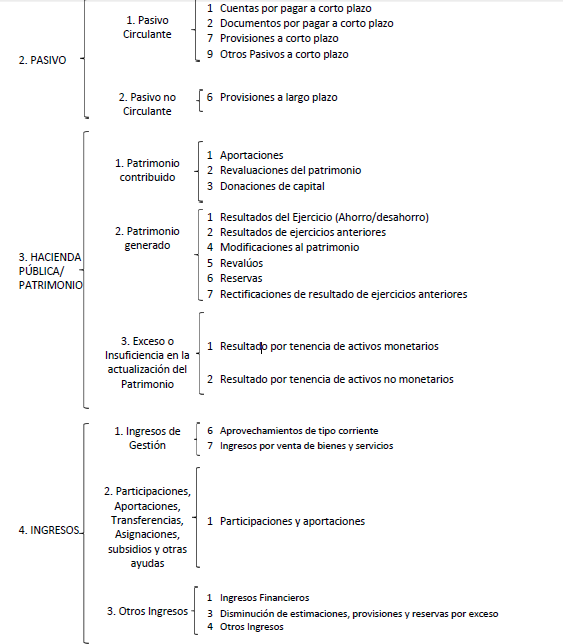 2. PASIVO
1. Pasivo
Circulante
1 Cuentas por pagar a corto plazo
2 Documentos por pagar a corto plazo
7 Provisiones a corto plazo
9 Otros Pasivos a corto plazo
2. Pasivo no
Circulante
6 Provisiones a largo plazo
3. HACIENDA
PÚBLICA/
PATRIMONIO
1. Patrimonio
contribuido
1 Aportaciones
2 Revaluaciones del patrimonio
3 Donaciones de capital
2. Patrimonio
generado
1 Resultados del Ejercicio (Ahorro/desahorro)
2 Resultados de ejercicios anteriores
4 Modificaciones al patrimonio
5 Revalúos
6 Reservas
7 Rectificaciones de resultado de ejercicios anteriores
3. Exceso o
Insuficiencia en la
actualización del
Patrimonio
1 Resultado por tenencia de activos monetarios
2 Resultado por tenencia de activos no monetarios
4. INGRESOS
1. Ingresos de
Gestión
6 Aprovechamientos de tipo corriente
7 Ingresos por venta de bienes y servicios
2. Participaciones,
Aportaciones,
Transferencias,
Asignaciones,
subsidios y otras
ayudas
1 Participaciones y aportaciones
3. Otros Ingresos
1 Ingresos Financieros
3 Disminución de estimaciones, provisiones y reservas por exceso
4 Otros Ingresos